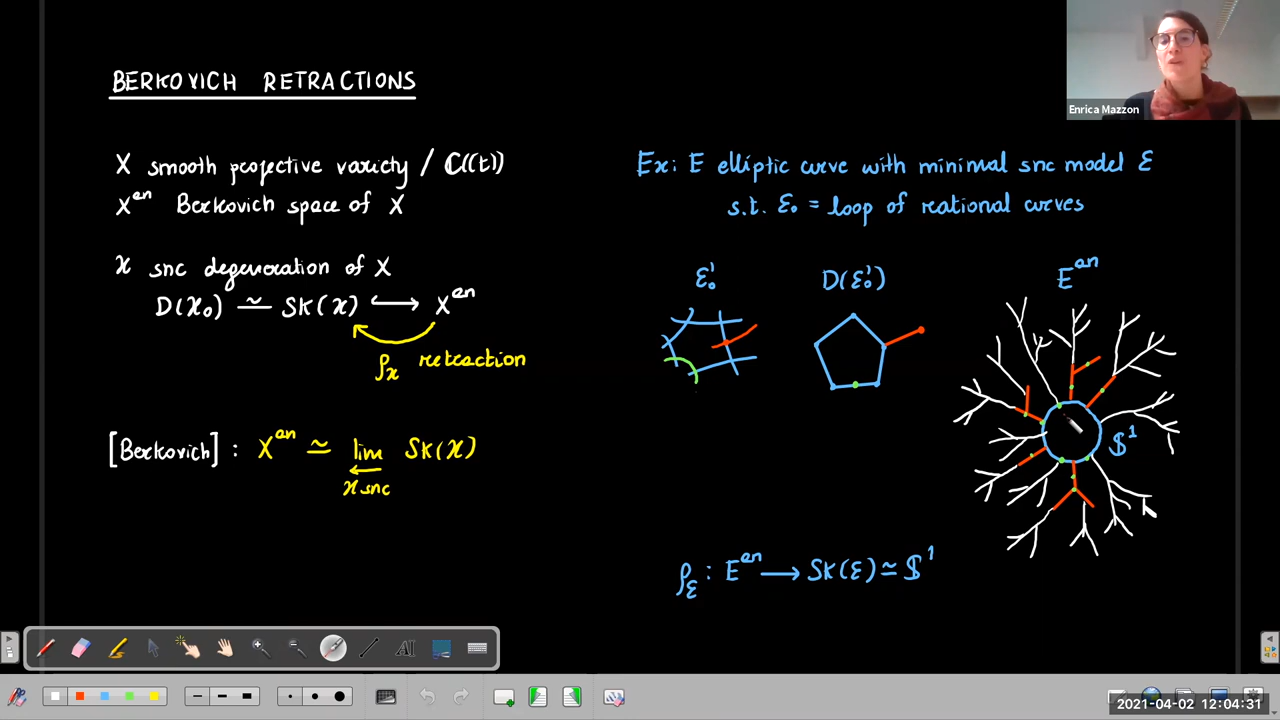 BERKOVICH RETRACTIONS
Enrica Mazzon
X smooth projective variety / ℂ((t))
X^an Berkovich space of X
𝒳 snc degeneration of X
D(𝒳₀) ≃ Sk(𝒳) ↪ X^an
ρ_𝒳 retraction
[Berkovich] : X^an ≃ lim Sk(𝒳)
←
𝒳 snc
Ex: E elliptic curve with minimal snc model ℰ
s.t. ℰ₀ = loop of rational curves
ℰ₀' D(ℰ₀') E^an
𝕊¹
ρ_ℰ : E^an → Sk(ℰ) ≃ 𝕊¹
AI
2021-04-02 12:04:31